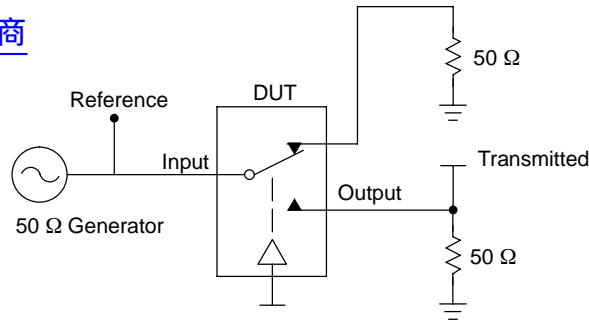 商
50 Ω
Reference
DUT
Input
Transmitted
Output
50 Ω Generator
50 Ω